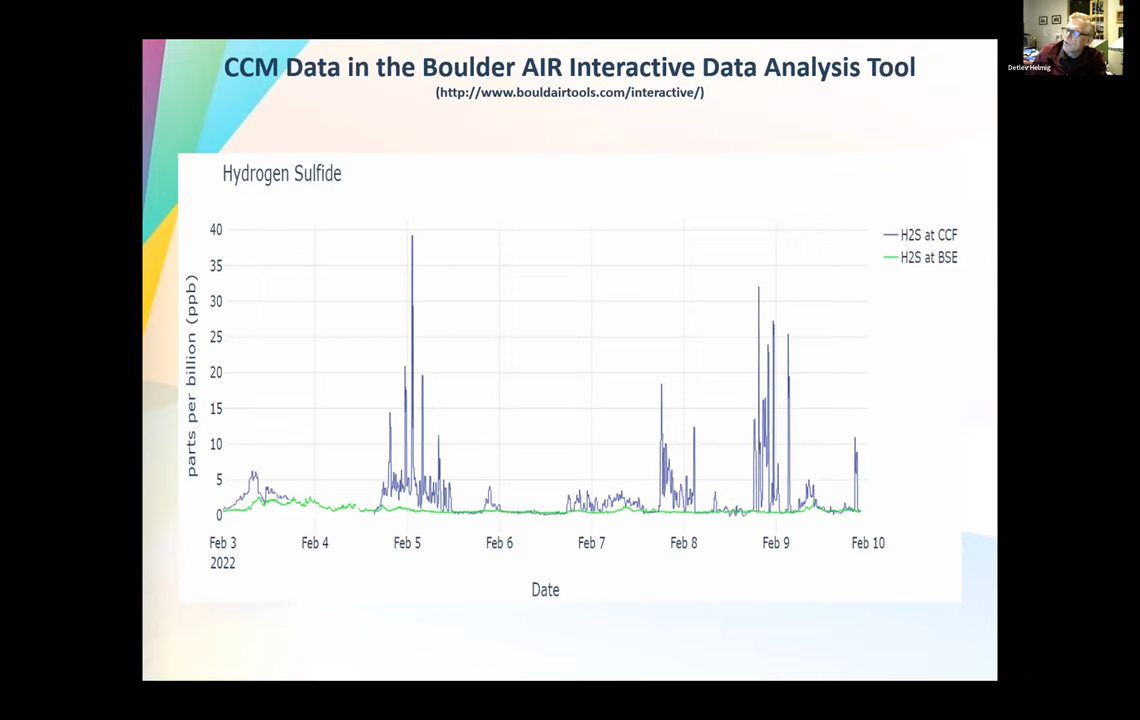 CCM Data in the Boulder AIR Interactive Data Analysis Tool
(http://www.bouldairtools.com/interactive/)
Detlev Helmig
Hydrogen Sulfide
H2S at CCF
H2S at BSE
parts per billion (ppb)
40
35
30
25
20
15
10
5
0
Feb 3 Feb 4 Feb 5 Feb 6 Feb 7 Feb 8 Feb 9 Feb 10
2022
Date